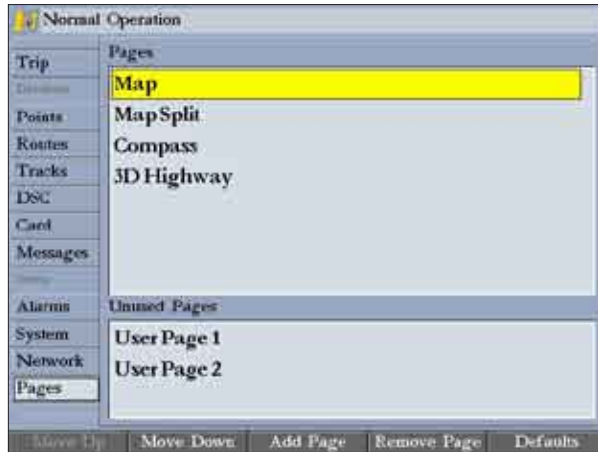 Normal Operation
Trip
Points
Routes
Tracks
DSC
Card
Messages
Alarms
System
Network
Pages
Pages
Map
Map Split
Compass
3D Highway
Unused Pages
User Page 1
User Page 2
Move Up
Move Down
Add Page
Remove Page
Defaults